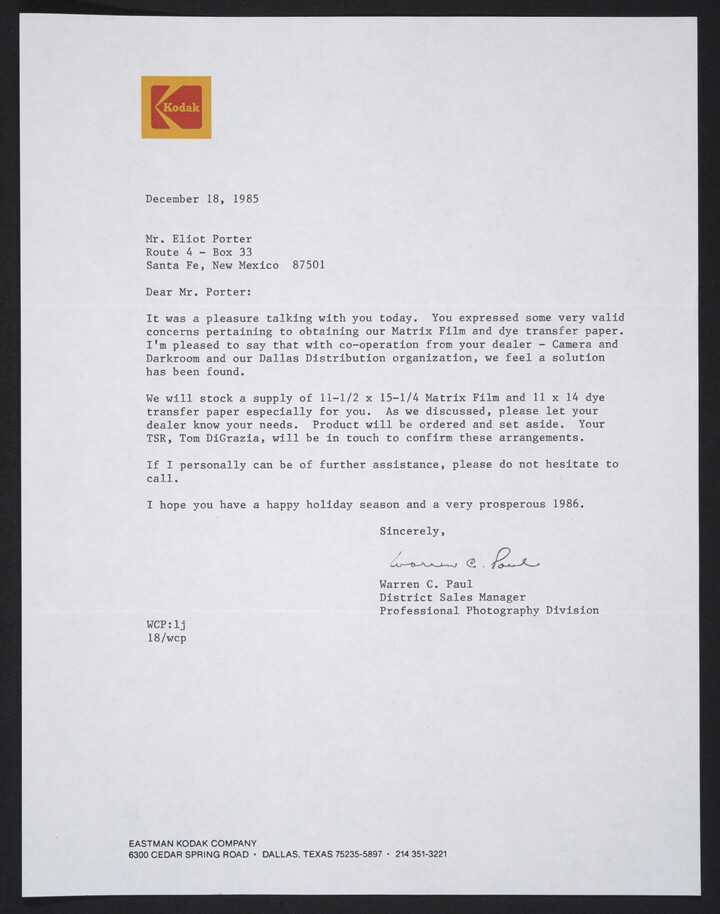 Kodak
December 18, 1985
Mr. Eliot Porter
Route 4 - Box 33
Santa Fe, New Mexico  87501
Dear Mr. Porter:
It was a pleasure talking with you today.  You expressed some very valid
concerns pertaining to obtaining our Matrix Film and dye transfer paper.
I'm pleased to say that with co-operation from your dealer - Camera and
Darkroom and our Dallas Distribution organization, we feel a solution
has been found.
We will stock a supply of 11-1/2 x 15-1/4 Matrix Film and 11 x 14 dye
transfer paper especially for you.  As we discussed, please let your
dealer know your needs.  Product will be ordered and set aside.  Your
TSR, Tom DiGrazia, will be in touch to confirm these arrangements.
If I personally can be of further assistance, please do not hesitate to
call.
I hope you have a happy holiday season and a very prosperous 1986.
Sincerely,
Warren C. Paul
Warren C. Paul
District Sales Manager
Professional Photography Division
WCP:lj
18/wcp
EASTMAN KODAK COMPANY
6300 CEDAR SPRING ROAD · DALLAS, TEXAS 75235-5897 · 214 351-3221